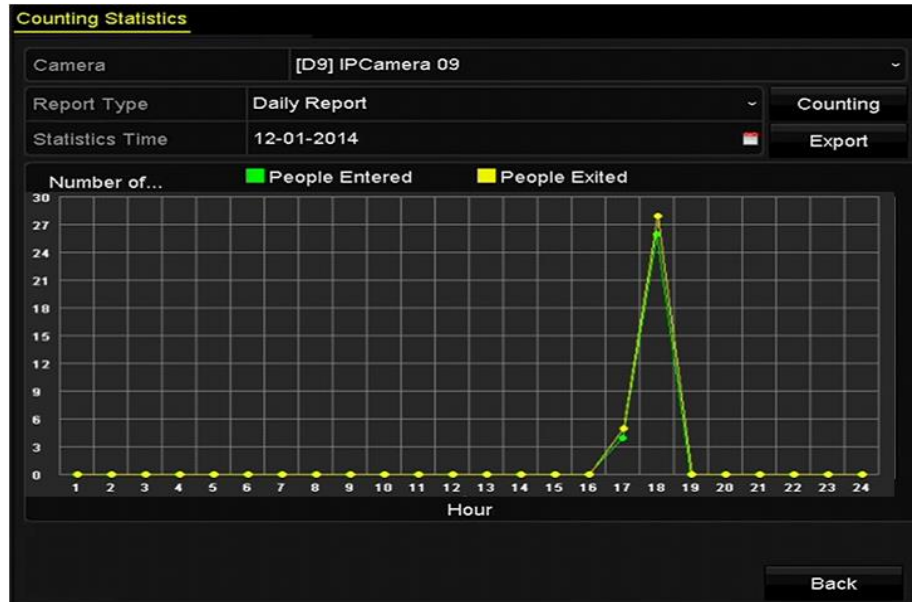 Counting Statistics
Camera [D9] IPCamera 09
Report Type Daily Report Counting
Statistics Time 12-01-2014 Export
Number of... People Entered People Exited
30
27
24
21
18
15
12
9
6
3
0
1 2 3 4 5 6 7 8 9 10 11 12 13 14 15 16 17 18 19 20 21 22 23 24
Hour
Back